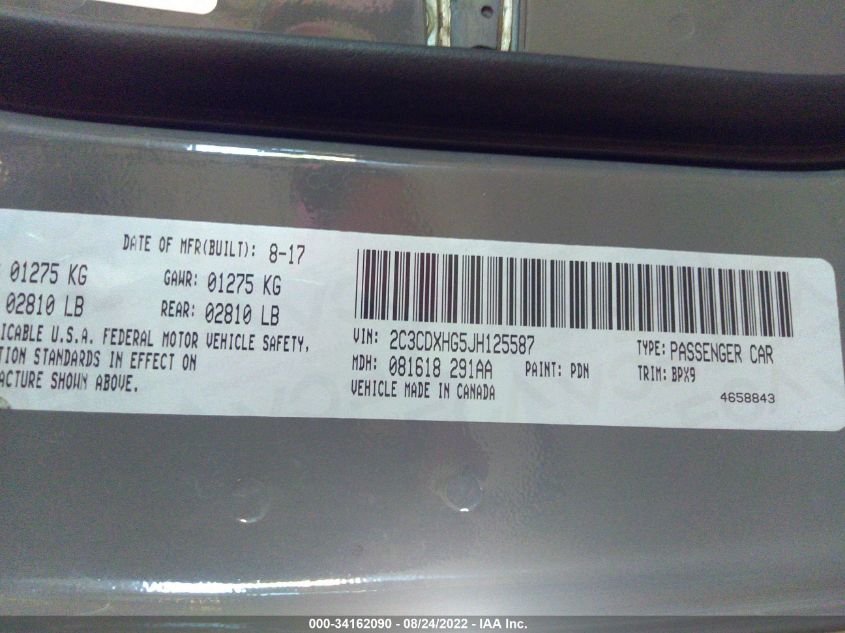 DATE OF MFR(BUILT): 8-17
01275 KG GAWR: 01275 KG
02810 LB REAR: 02810 LB
ICABLE U.S.A. FEDERAL MOTOR VEHICLE SAFETY,
TION STANDARDS IN EFFECT ON
ACTURE SHOWN ABOVE.
VIN: 2C3CDXHG5JH125587 TYPE: PASSENGER CAR
MDH: 081618 291AA PAINT: PDN TRIM: BPX9
VEHICLE MADE IN CANADA 4658843
000-34162090 - 08/24/2022 - IAA Inc.